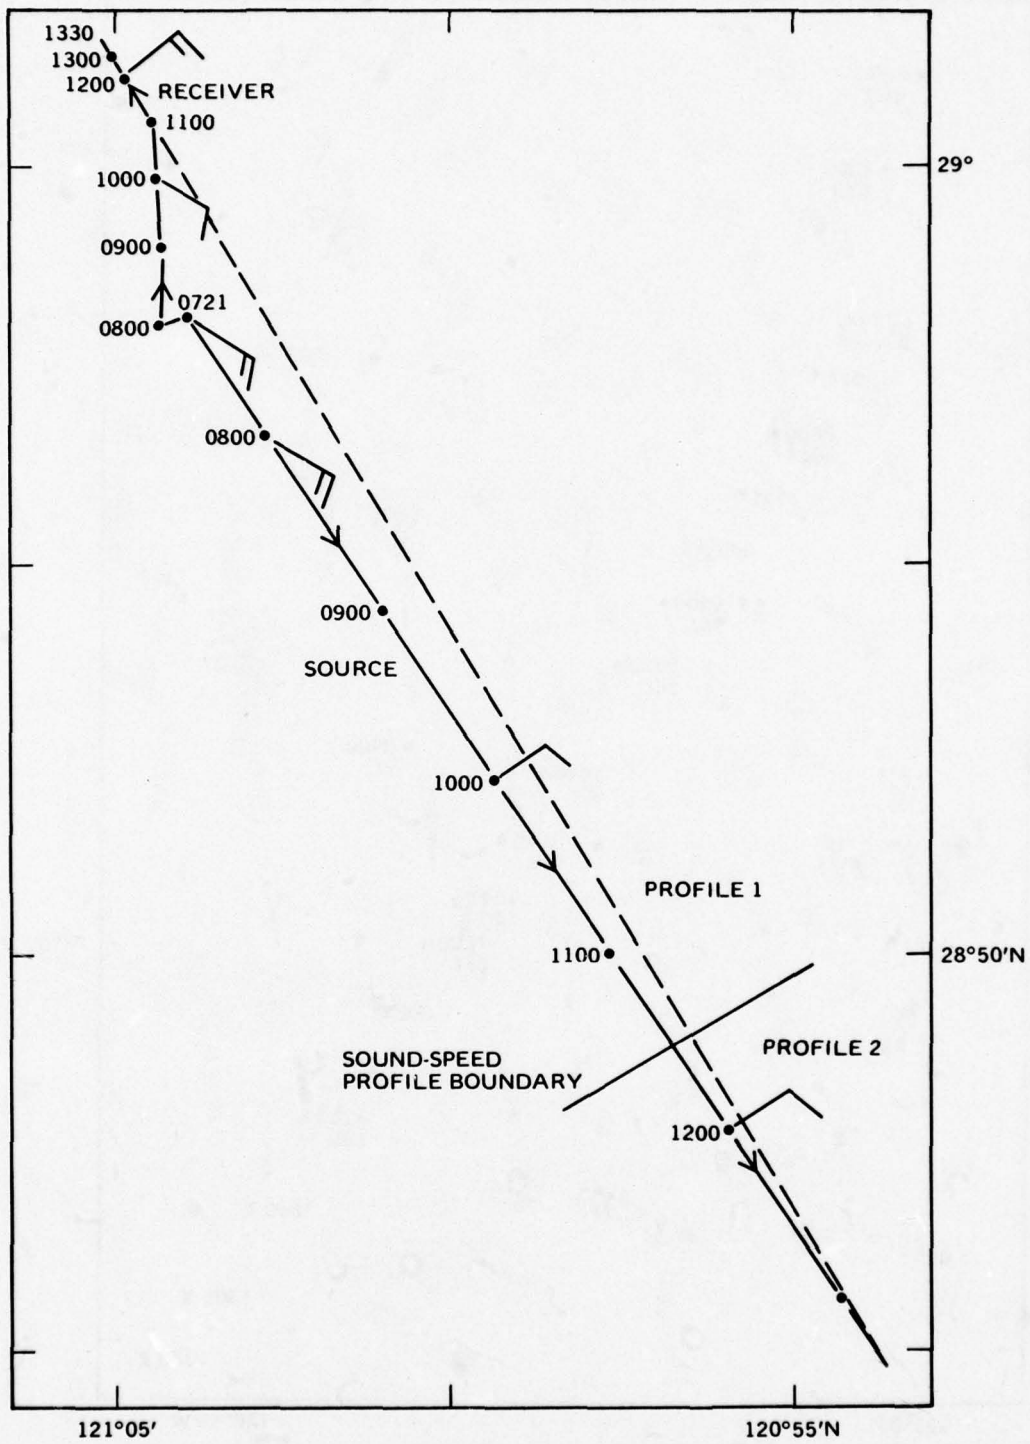 1330
1300
1200
RECEIVER
1100
29°
1000
0900
0721
0800
0800
0900
SOURCE
1000
PROFILE 1
1100
28°50'N
SOUND-SPEED
PROFILE BOUNDARY
PROFILE 2
1200
121°05'
120°55'N